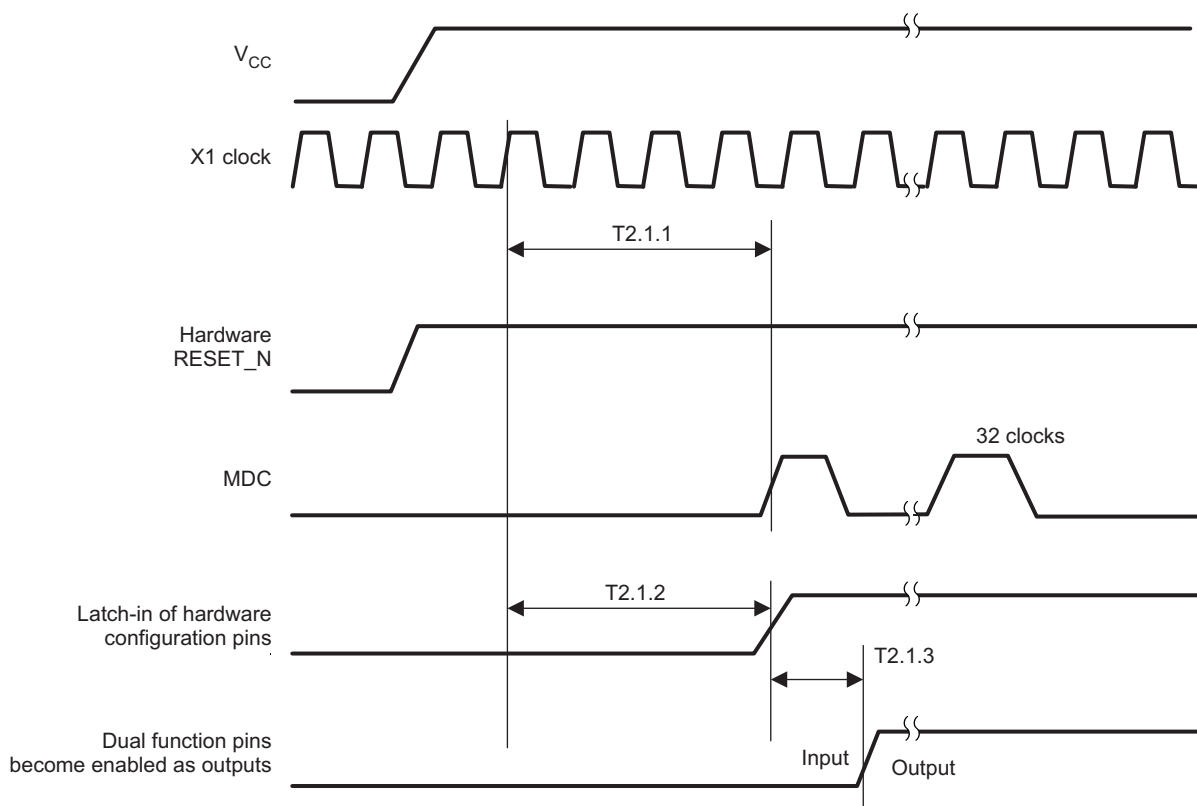 VCC
X1 clock
T2.1.1
Hardware
RESET_N
32 clocks
MDC
T2.1.2
Latch-in of hardware
configuration pins
T2.1.3
Dual function pins
become enabled as outputs
Input
Output